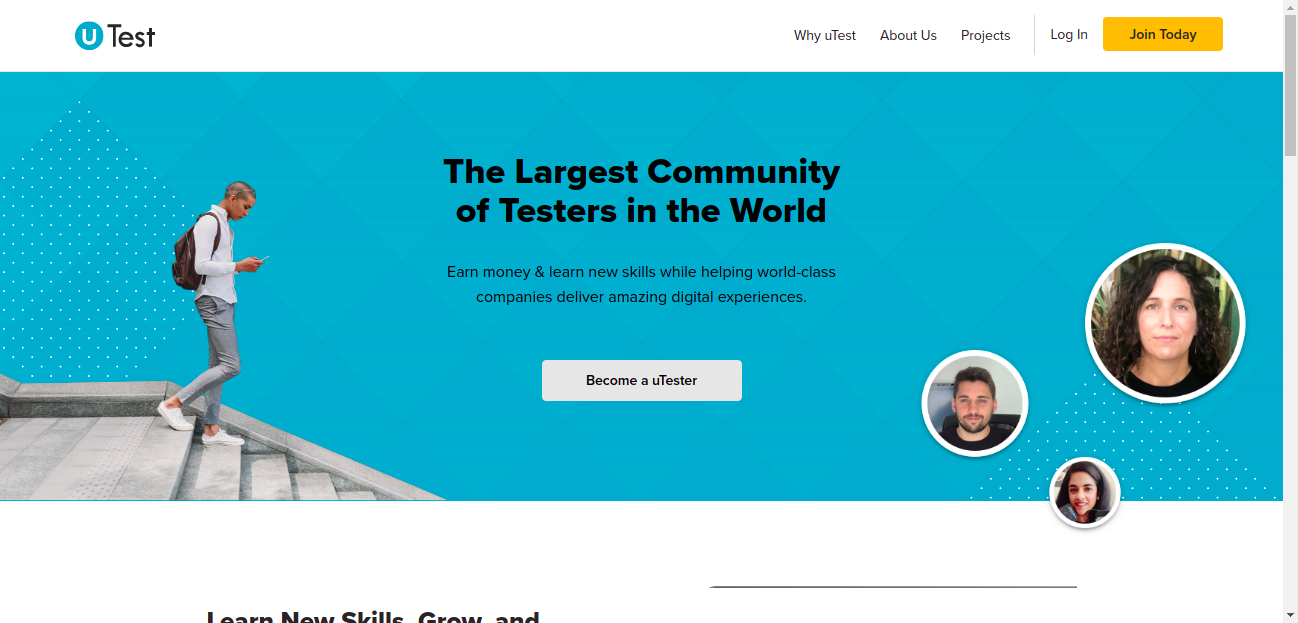 uTest
Why uTest
About Us
Projects
Log In
Join Today
The Largest Community
of Testers in the World
Earn money & learn new skills while helping world-class
companies deliver amazing digital experiences.
Become a uTester
Learn New Skills, Grow, and